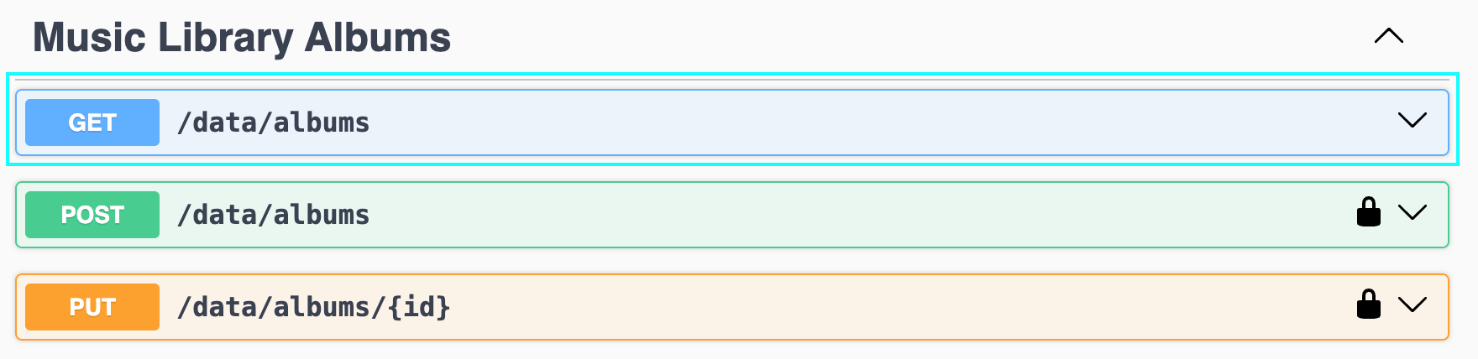 Music Library Albums
GET /data/albums
POST /data/albums
PUT /data/albums/{id}